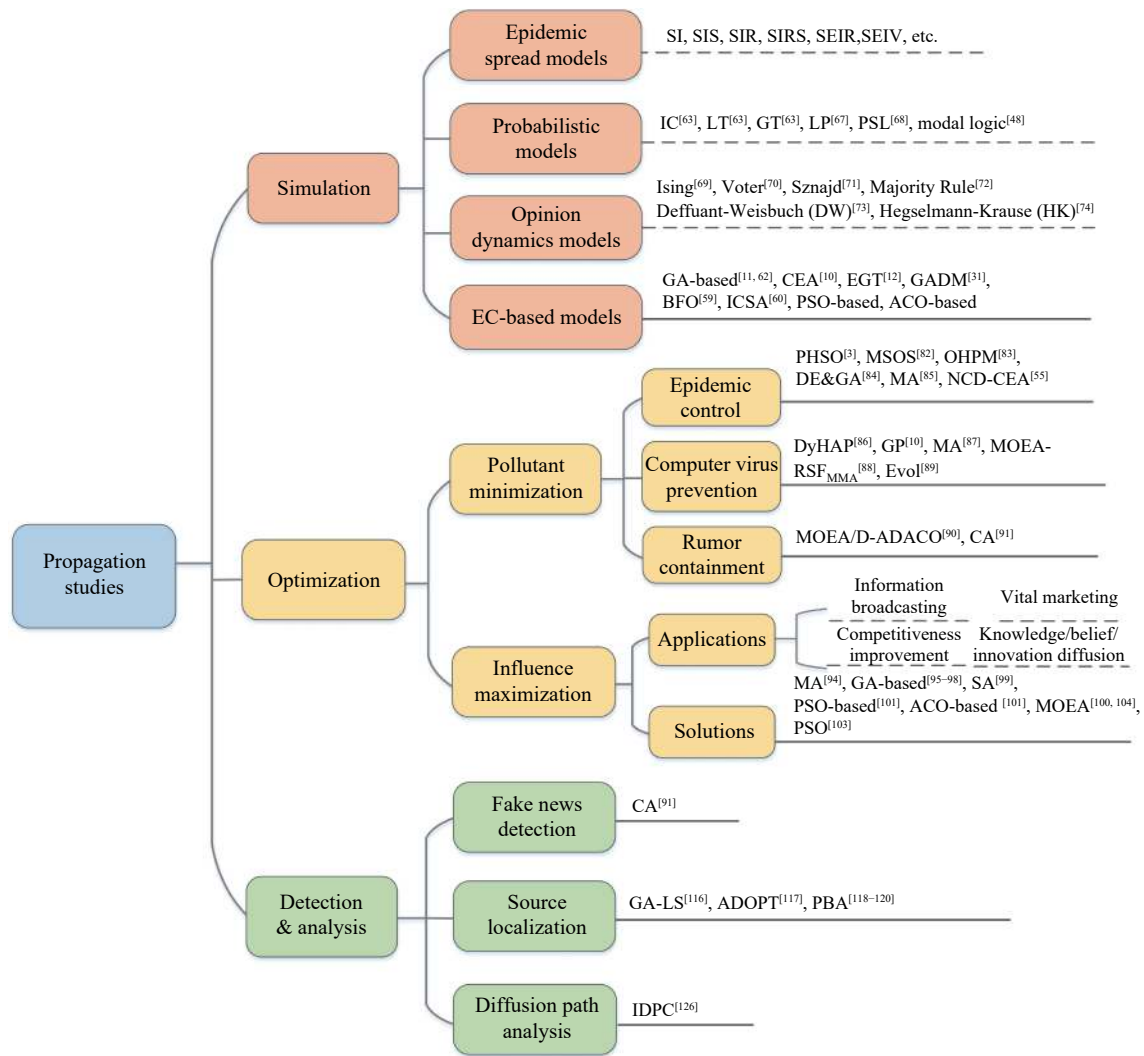 Propagation
studies
Simulation
Epidemic
spread models
SI, SIS, SIR, SIRS, SEIR,SEIV, etc.
Probabilistic
models
IC[63], LT[63], GT[63], LP[67], PSL[68], modal logic[48]
Opinion
dynamics models
Ising[69], Voter[70], Sznajd[71], Majority Rule[72]
Deffuant-Weisbuch (DW)[73], Hegselmann-Krause (HK)[74]
EC-based models
GA-based[11, 62], CEA[10], EGT[12], GADM[31],
BFO[59], ICSA[60], PSO-based, ACO-based
Optimization
Pollutant
minimization
Epidemic
control
PHSO[3], MSOS[82], OHPM[83],
DE&GA[84], MA[85], NCD-CEA[55]
Computer virus
prevention
DyHAP[86], GP[10], MA[87], MOEA-
RSFMMA[88], Evol[89]
Rumor
containment
MOEA/D-ADACO[90], CA[91]
Influence
maximization
Applications
Information
broadcasting
Vital marketing
Competitiveness
improvement
Knowledge/belief/
innovation diffusion
Solutions
MA[94], GA-based[95–98], SA[99],
PSO-based[101], ACO-based [101], MOEA[100, 104],
PSO[103]
Detection
& analysis
Fake news
detection
CA[91]
Source
localization
GA-LS[116], ADOPT[117], PBA[118–120]
Diffusion path
analysis
IDPC[126]